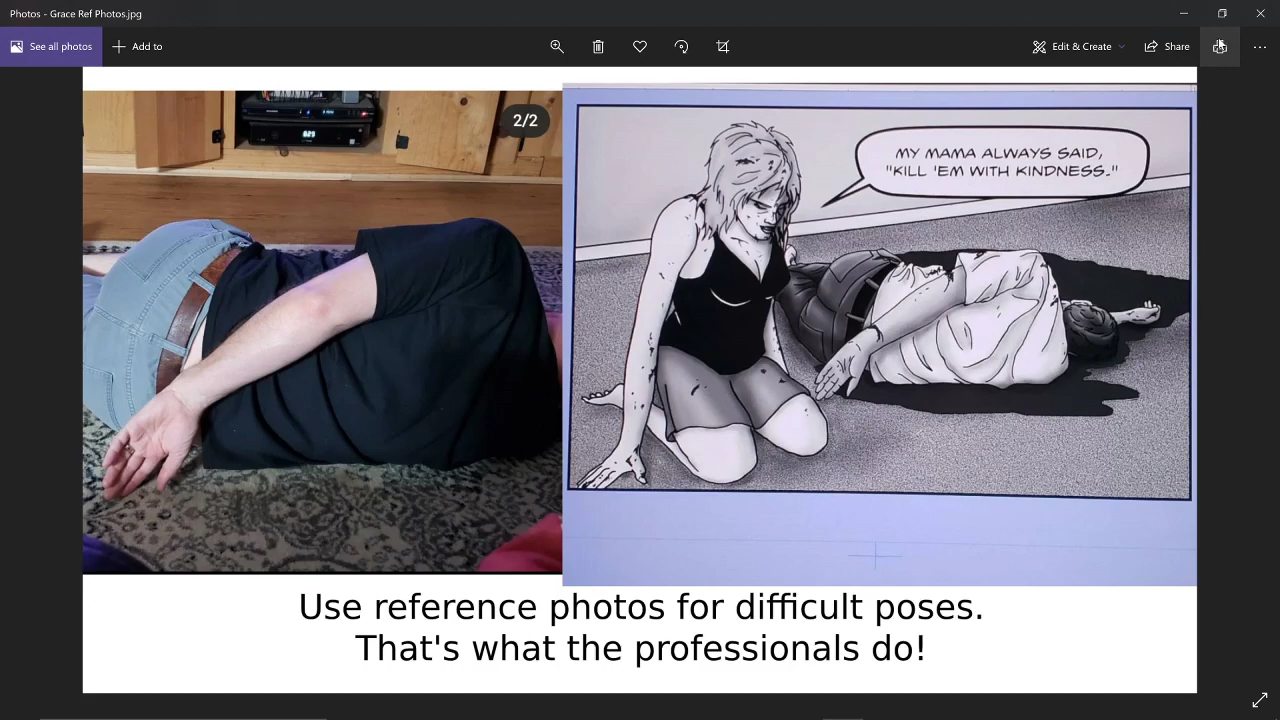 Photos - Grace Ref Photos.jpg
See all photos
Add to
Edit & Create
Share
2/2
MY MAMA ALWAYS SAID,
"KILL 'EM WITH KINDNESS."
Use reference photos for difficult poses.
That's what the professionals do!